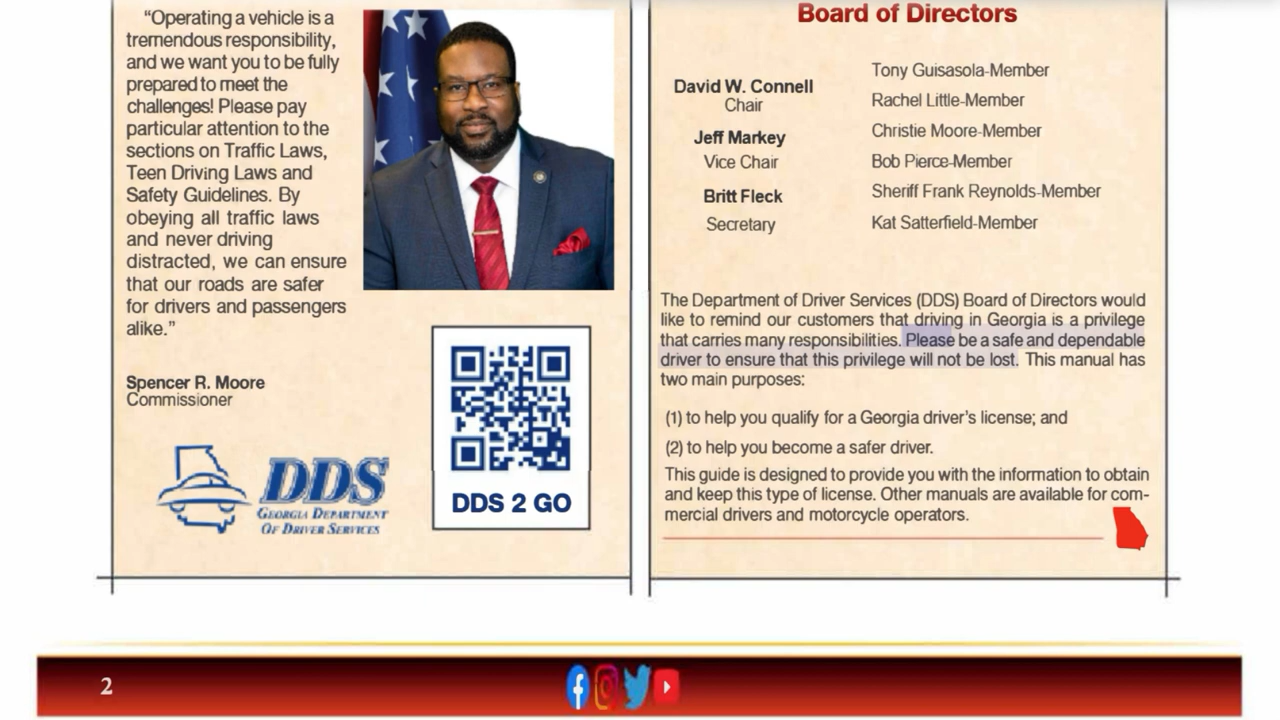 “Operating a vehicle is a
tremendous responsibility,
and we want you to be fully
prepared to meet the
challenges! Please pay
particular attention to the
sections on Traffic Laws,
Teen Driving Laws and
Safety Guidelines. By
obeying all traffic laws
and never driving
distracted, we can ensure
that our roads are safer
for drivers and passengers
alike.”
Spencer R. Moore
Commissioner
DDS
GEORGIA DEPARTMENT
OF DRIVER SERVICES
DDS 2 GO
Board of Directors
David W. Connell
Chair
Jeff Markey
Vice Chair
Britt Fleck
Secretary
Tony Guisasola-Member
Rachel Little-Member
Christie Moore-Member
Bob Pierce-Member
Sheriff Frank Reynolds-Member
Kat Satterfield-Member
The Department of Driver Services (DDS) Board of Directors would
like to remind our customers that driving in Georgia is a privilege
that carries many responsibilities. Please be a safe and dependable
driver to ensure that this privilege will not be lost. This manual has
two main purposes:
(1) to help you qualify for a Georgia driver’s license; and
(2) to help you become a safer driver.
This guide is designed to provide you with the information to obtain
and keep this type of license. Other manuals are available for com-
mercial drivers and motorcycle operators.
2